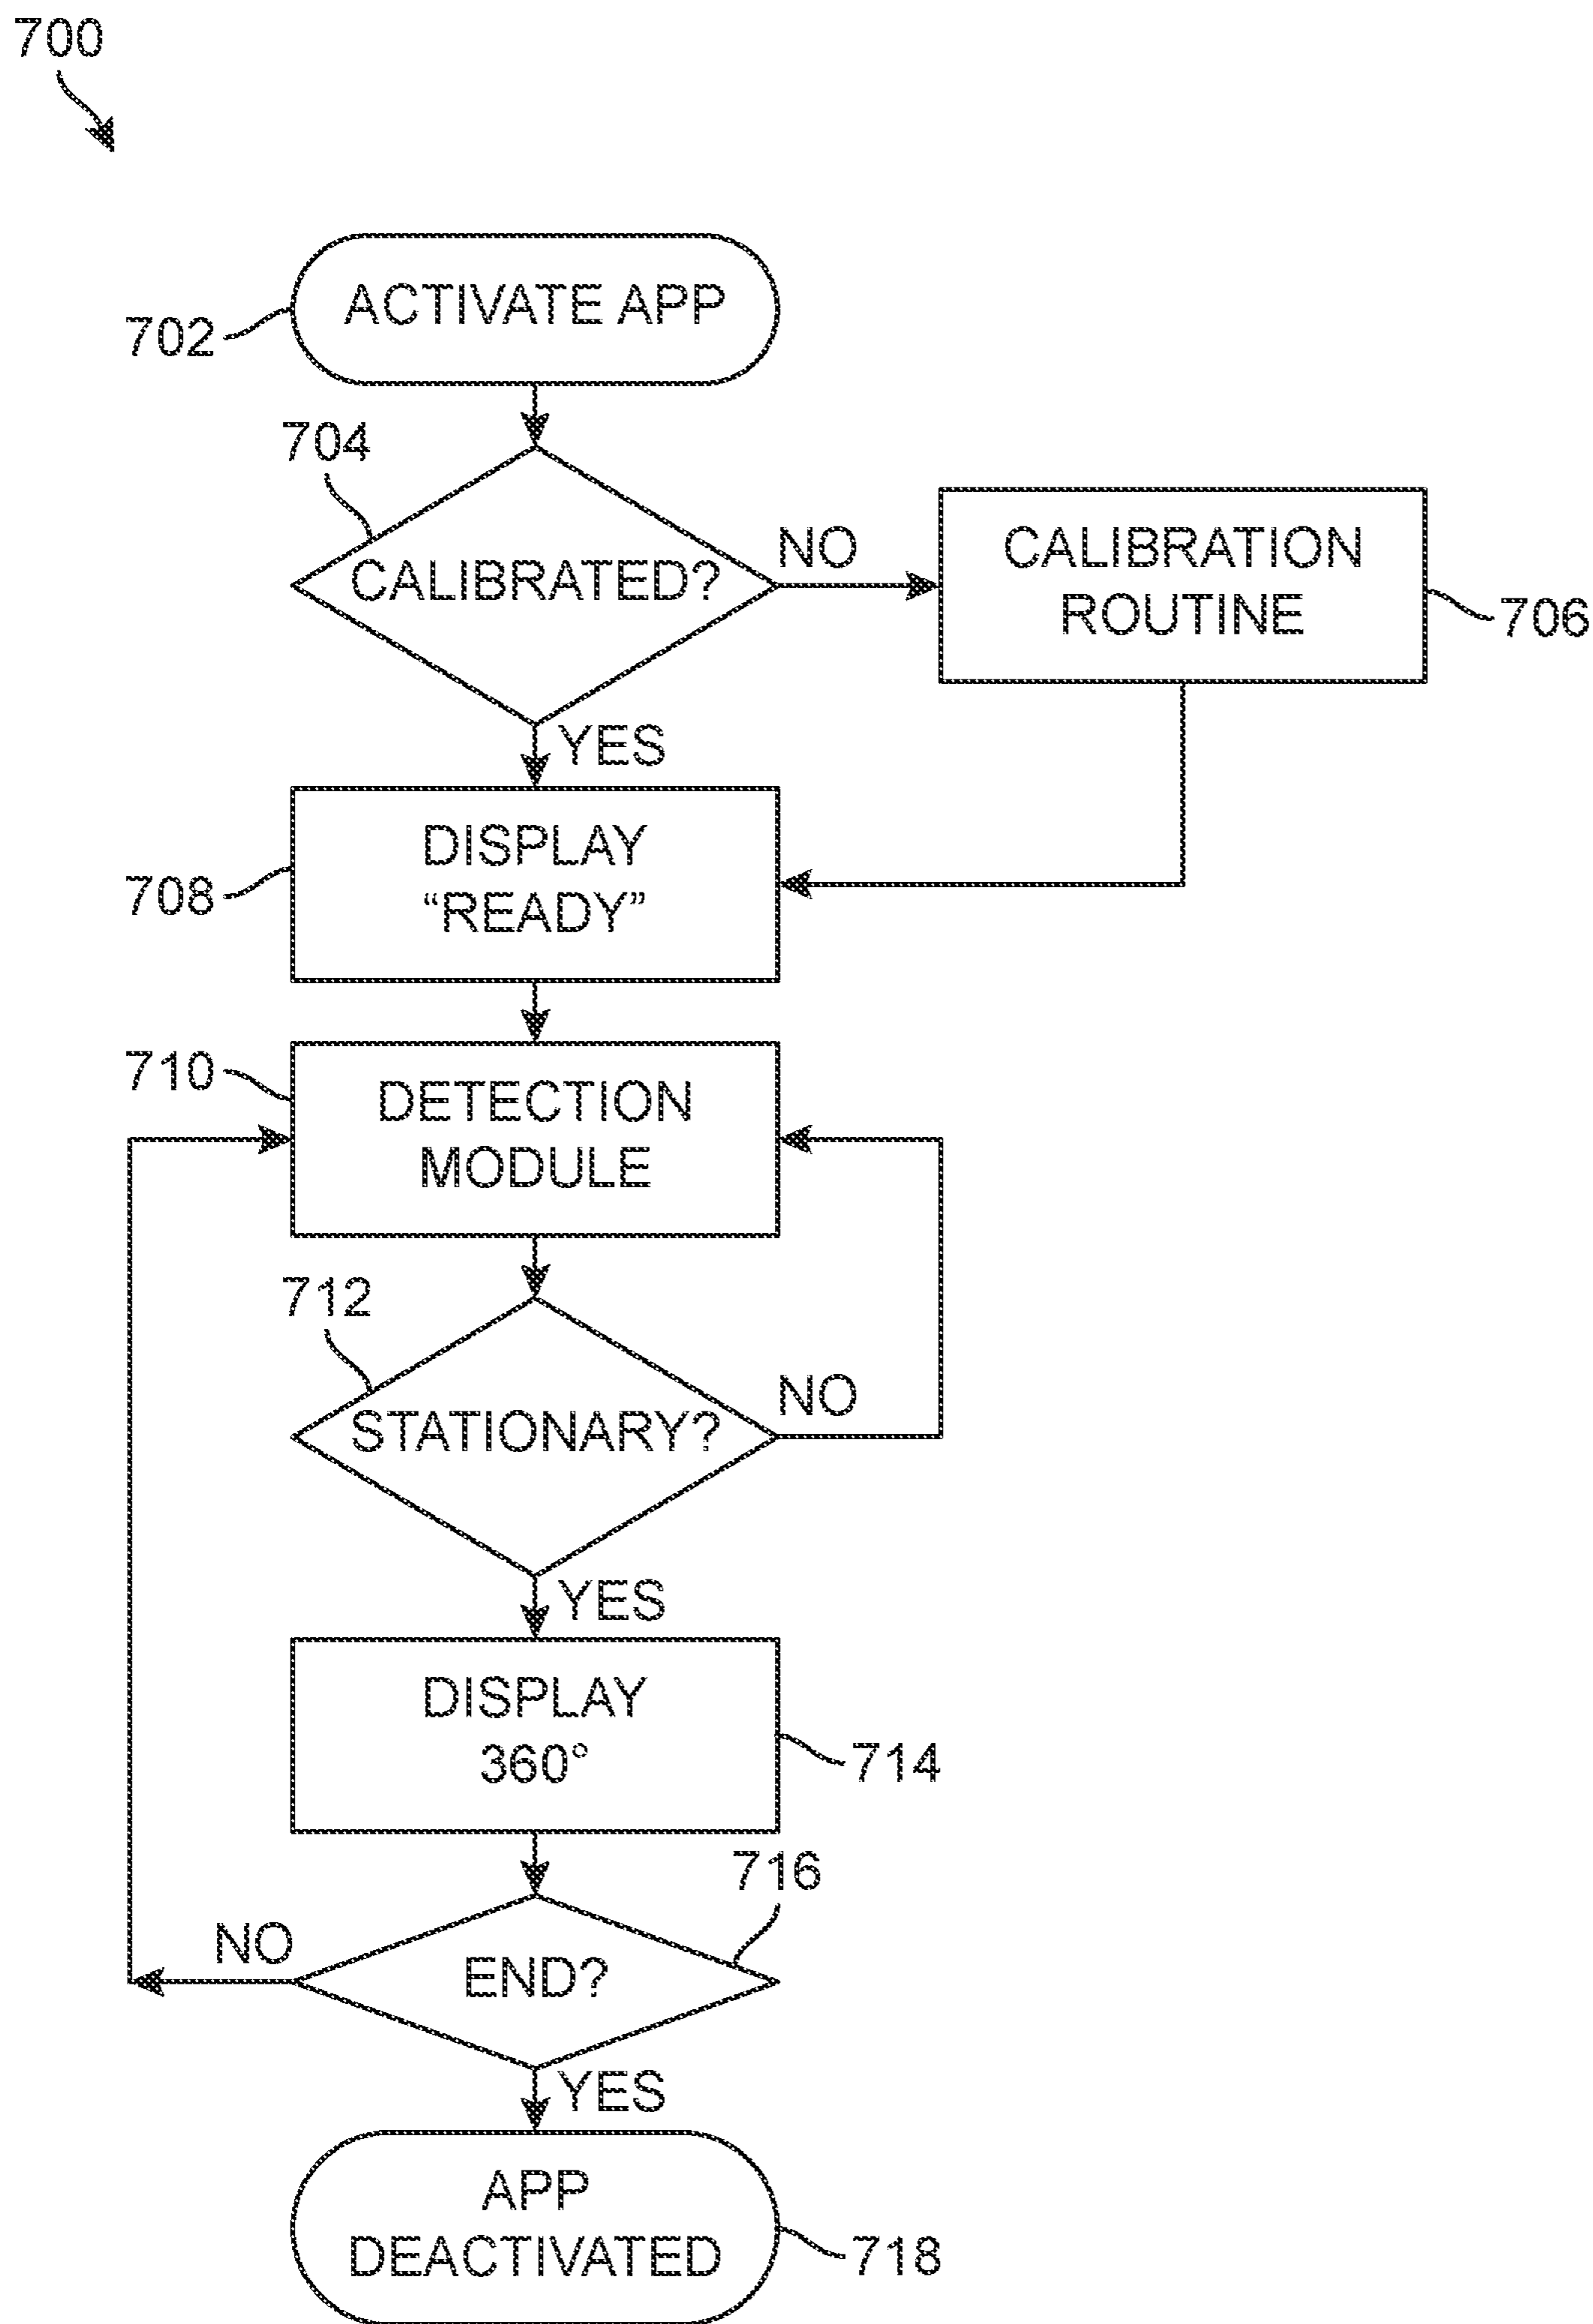 700
702
ACTIVATE APP
704
CALIBRATED?
NO
CALIBRATION
ROUTINE
706
YES
708
DISPLAY
“READY”
710
DETECTION
MODULE
712
STATIONARY?
NO
YES
DISPLAY
360°
714
716
NO
END?
YES
APP
DEACTIVATED
718